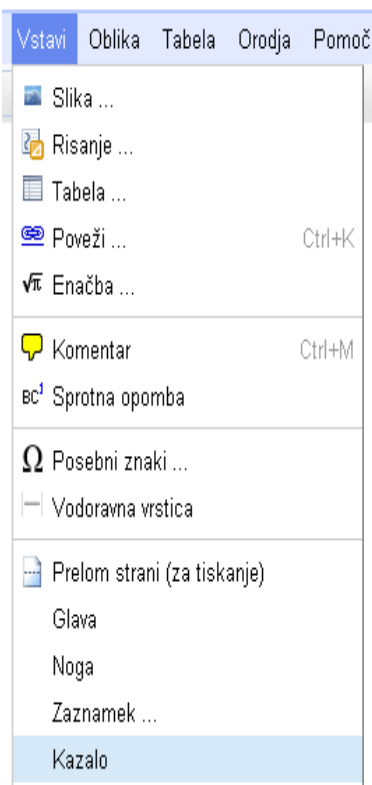 Vstavi Oblika Tabela Orodja Pomoč
Slika ...
Risanje ...
Tabela ...
Poveži ... Ctrl+K
√π Enačba ...
Komentar Ctrl+M
BC¹ Sprotna opomba
Ω Posebni znaki ...
Vodoravna vrstica
Prelom strani (za tiskanje)
Glava
Noga
Zaznamek ...
Kazalo